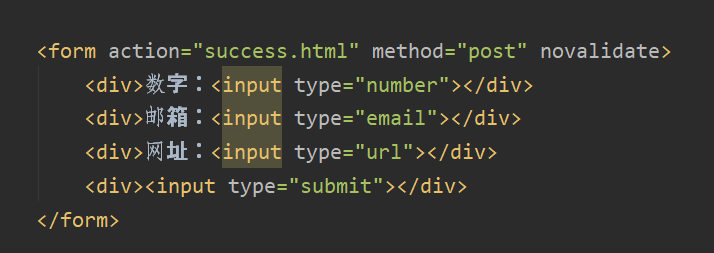 <form action="success.html" method="post" novalidate>
<div>数字：<input type="number"></div>
<div>邮箱：<input type="email"></div>
<div>网址：<input type="url"></div>
<div><input type="submit"></div>
</form>